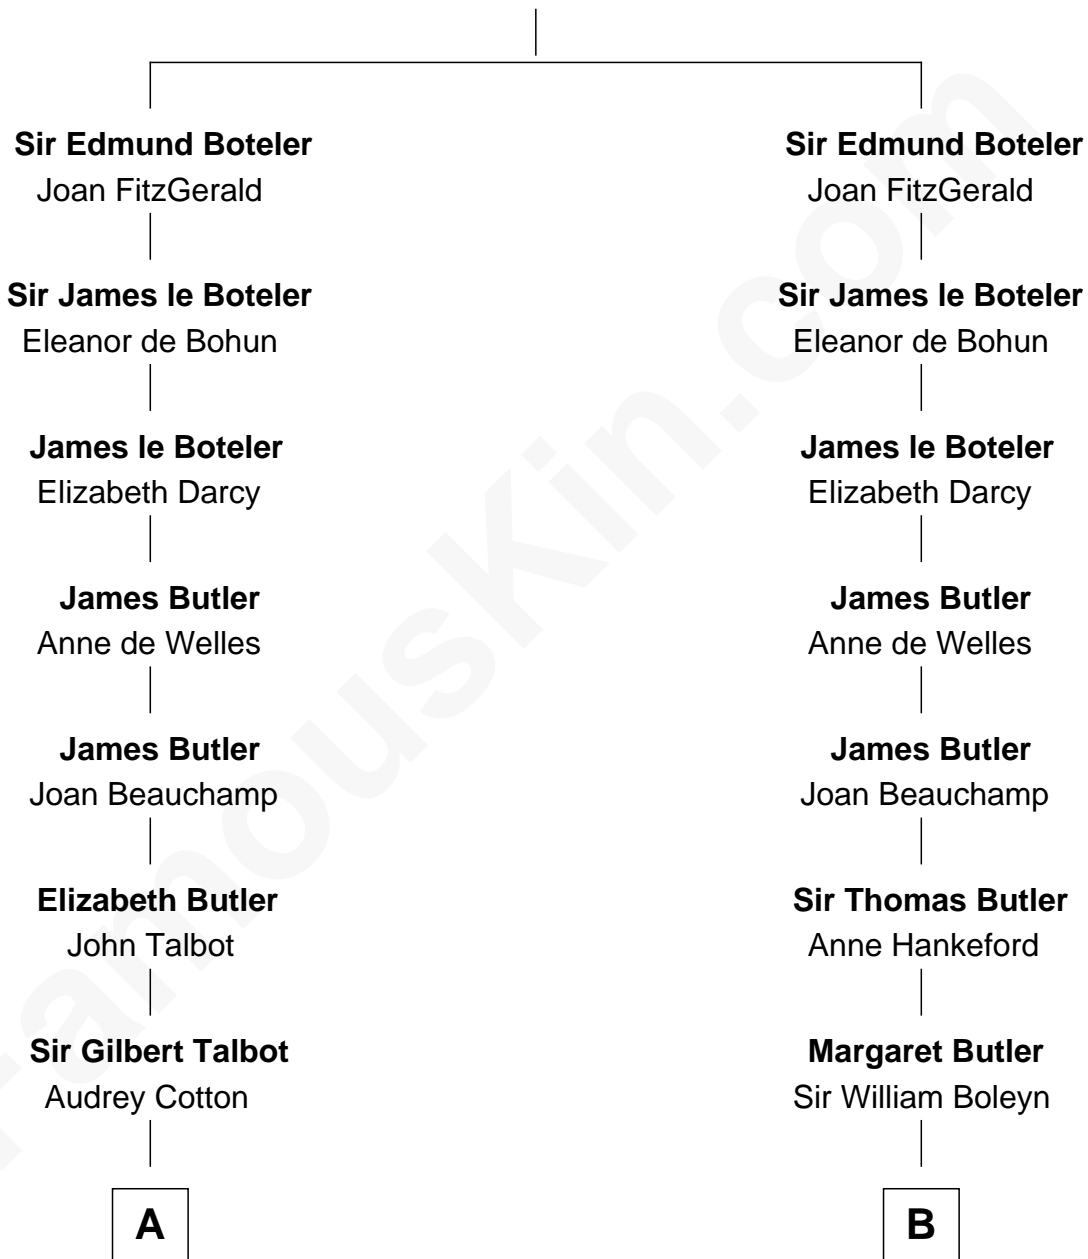 Sir Edmund Boteler Sir Edmund Boteler
Joan FitzGerald Joan FitzGerald
Sir James le Boteler Sir James le Boteler
Eleanor de Bohun Eleanor de Bohun
James le Boteler James le Boteler
Elizabeth Darcy Elizabeth Darcy
James Butler James Butler
Anne de Welles Anne de Welles
James Butler James Butler
Joan Beauchamp Joan Beauchamp
Elizabeth Butler Sir Thomas Butler
John Talbot Anne Hankeford
Sir Gilbert Talbot Margaret Butler
Audrey Cotton Sir William Boleyn
A B
FamousKin.com